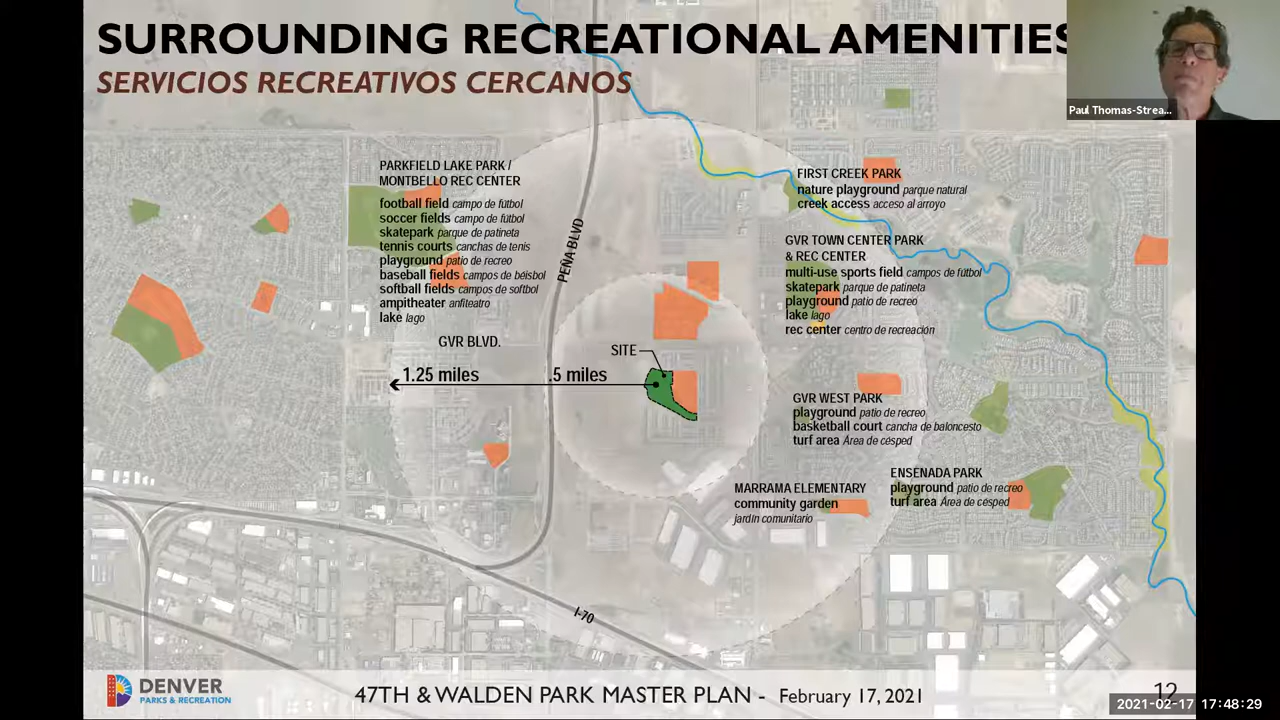 SURROUNDING RECREATIONAL AMENITIES
SERVICIOS RECREATIVOS CERCANOS
Paul Thomas-Strea...
PARKFIELD LAKE PARK /
MONTBELLO REC CENTER
football field campo de fútbol
soccer fields campo de fútbol
skatepark parque de patineta
tennis courts canchas de tenis
playground patio de recreo
baseball fields campos de béisbol
softball fields campos de softbol
ampitheater anfiteatro
lake lago
GVR BLVD.
1.25 miles
.5 miles
PEÑA BLVD
SITE
FIRST CREEK PARK
nature playground parque natural
creek access acceso al arroyo
GVR TOWN CENTER PARK
& REC CENTER
multi-use sports field campos de fútbol
skatepark parque de patineta
playground patio de recreo
lake lago
rec center centro de recreación
GVR WEST PARK
playground patio de recreo
basketball court cancha de baloncesto
turf area Área de césped
ENSENADA PARK
playground patio de recreo
turf area Área de césped
MARRAMA ELEMENTARY
community garden
jardín comunitario
I-70
DENVER
PARKS & RECREATION
47TH & WALDEN PARK MASTER PLAN - February 17, 2021
12
2021-02-17 17:48:29